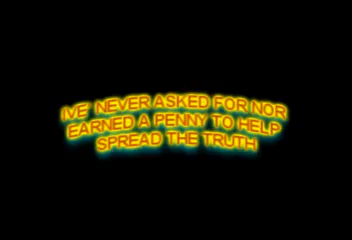 IVE' NEVER ASKED FOR NOR
EARNED A PENNY TO HELP
SPREAD THE TRUTH